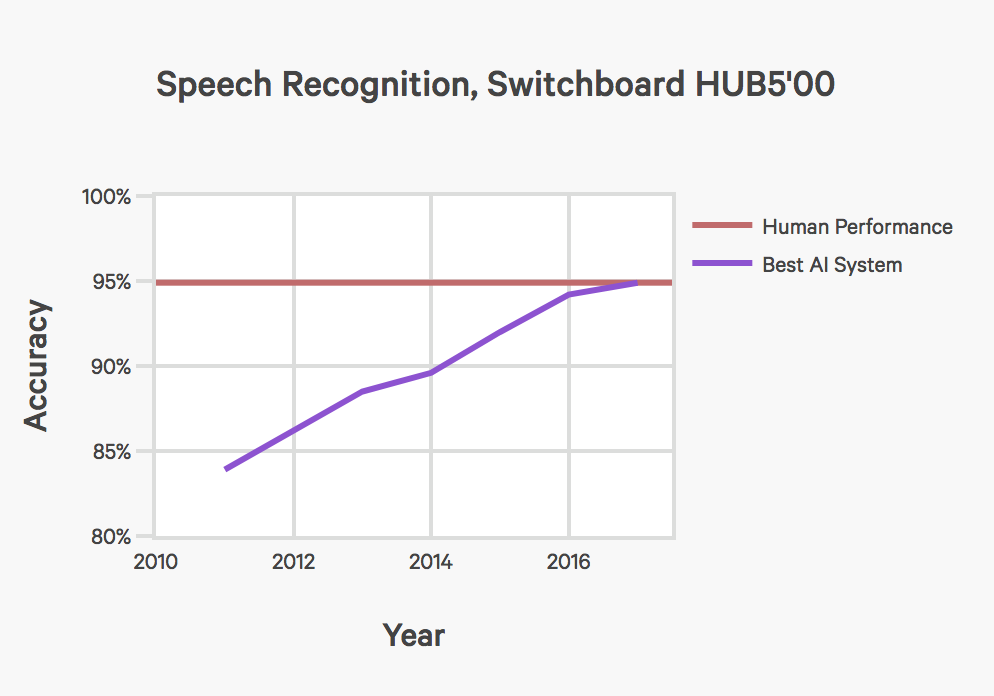 Speech Recognition, Switchboard HUB5'00
100%
95%
90%
85%
80%
Accuracy
2010 2012 2014 2016
Year
Human Performance
Best AI System